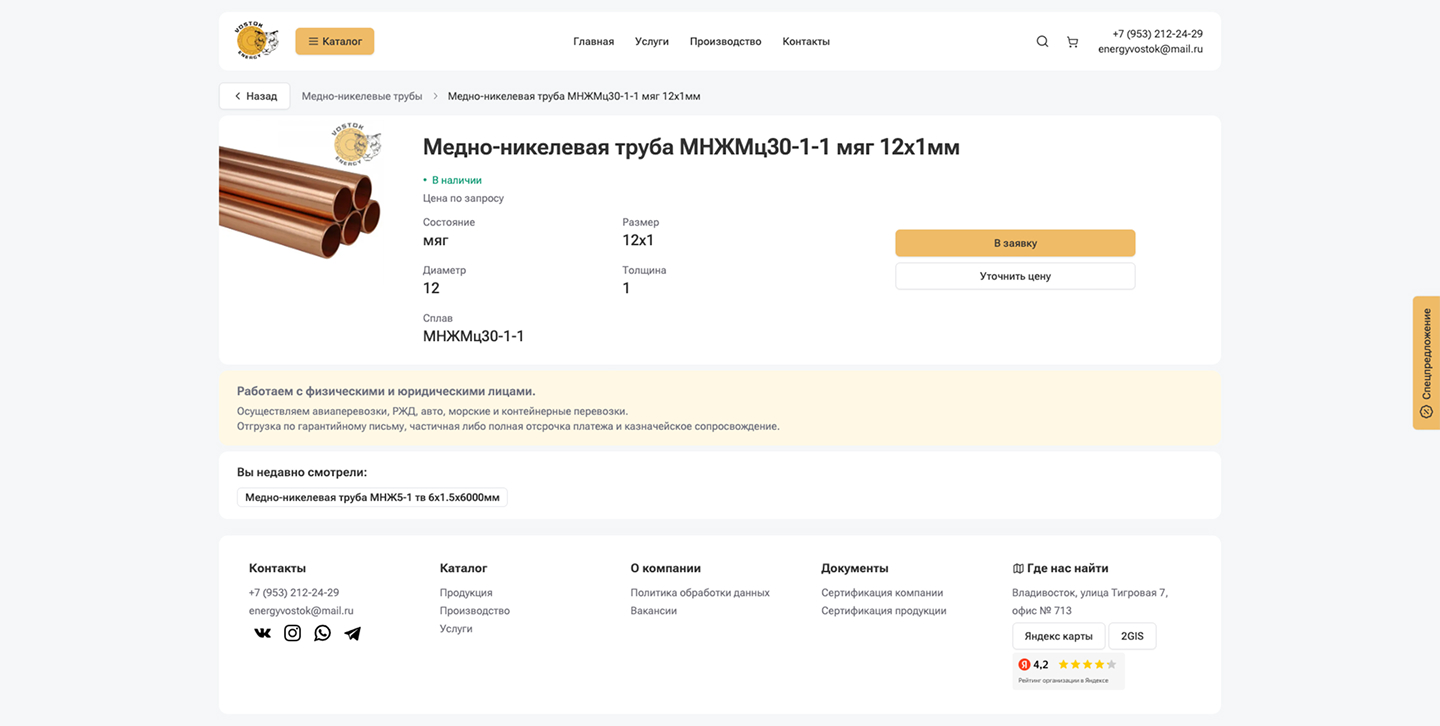 VOSTOK
ENERGY
Каталог
Главная
Услуги
Производство
Контакты
+7 (953) 212-24-29
energyvostok@mail.ru
Назад
Медно-никелевые трубы
Медно-никелевая труба МНЖМц30-1-1 мяг 12х1мм
VOSTOK
ENERGY
Медно-никелевая труба МНЖМц30-1-1 мяг 12х1мм
• В наличии
Цена по запросу
Состояние
мяг
Размер
12х1
Диаметр
12
Толщина
1
Сплав
МНЖМц30-1-1
В заявку
Уточнить цену
Спецпредложение
Работаем с физическими и юридическими лицами.
Осуществляем авиаперевозки, РЖД, авто, морские и контейнерные перевозки.
Отгрузка по гарантийному письму, частичная либо полная отсрочка платежа и казначейское сопросвождение.
Вы недавно смотрели:
Медно-никелевая труба МНЖ5-1 тв 6х1.5х6000мм
Контакты
+7 (953) 212-24-29
energyvostok@mail.ru
Каталог
Продукция
Производство
Услуги
О компании
Политика обработки данных
Вакансии
Документы
Сертификация компании
Сертификация продукции
Где нас найти
Владивосток, улица Тигровая 7,
офис № 713
Яндекс карты
2GIS
Я 4,2
Рейтинг организации в Яндексе